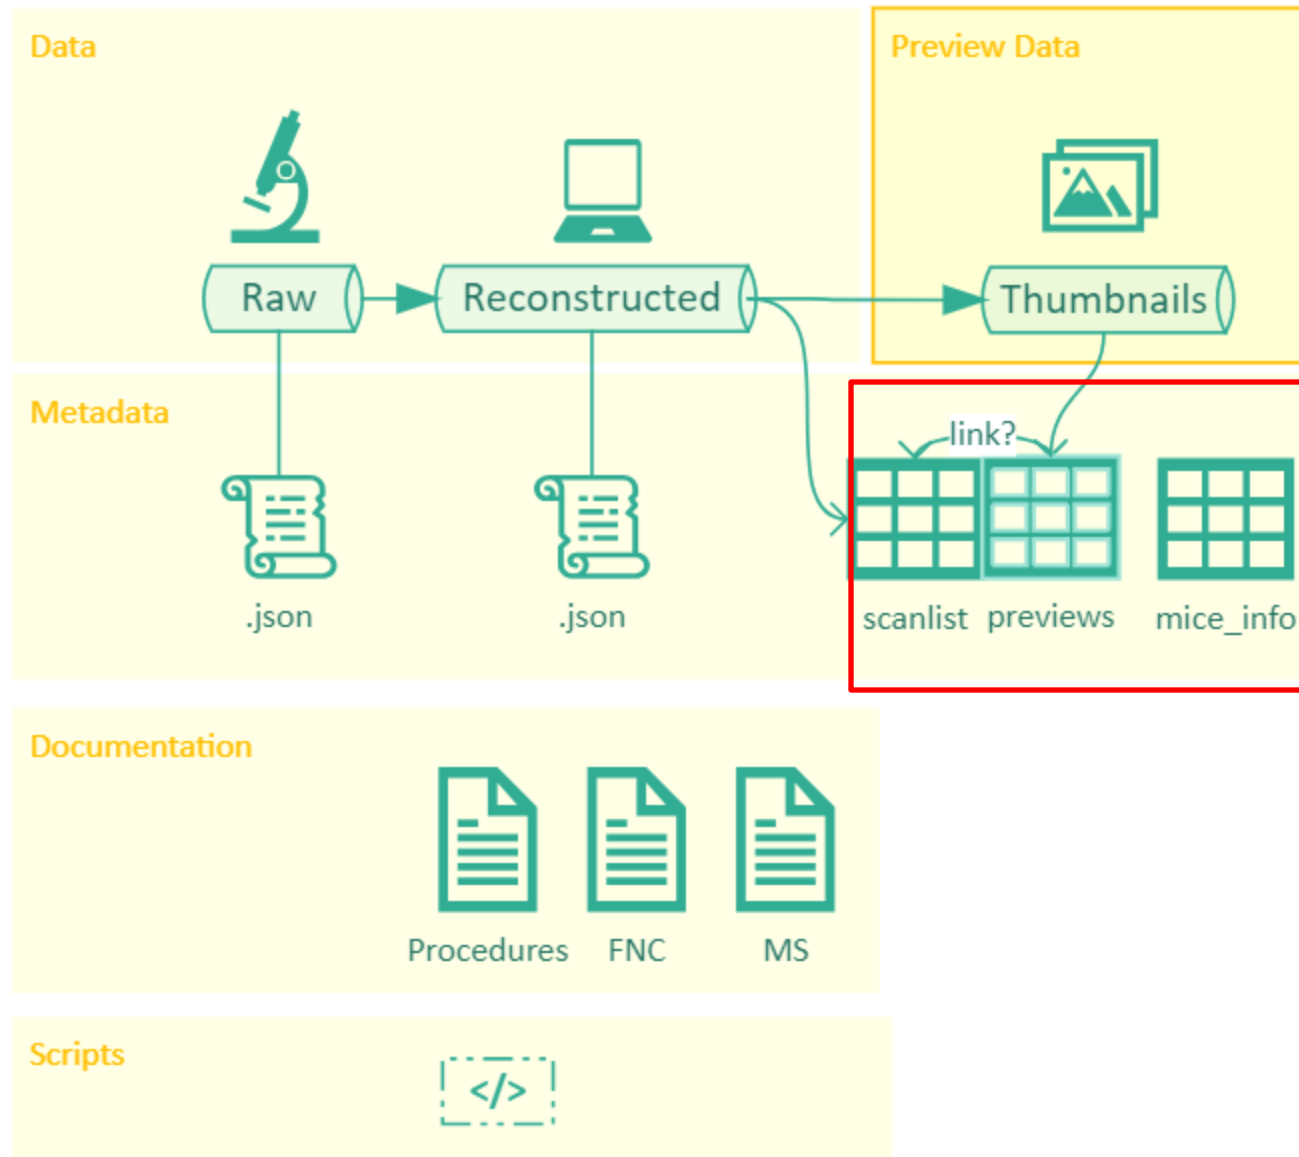 Data
Preview Data
Raw
Reconstructed
Thumbnails
Metadata
link?
.json
.json
scanlist
previews
mice_info
Documentation
Procedures
FNC
MS
Scripts
</>